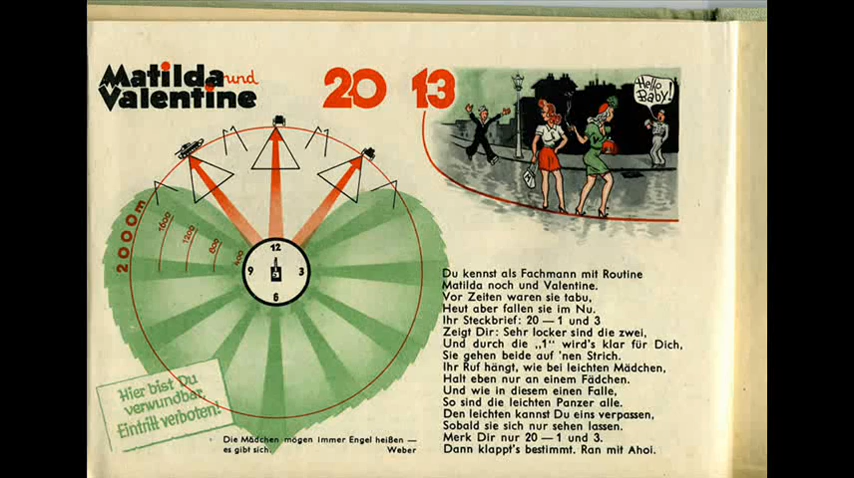 Matilda und
Valentine
20 13
Hello
Baby!
2000m
1600
1200
800
400
12
9
3
6
Hier bist Du
verwundbar,
Eintritt verboten!
Die Mädchen mögen immer Engel heißen —
es gibt sich. Weber
Du kennst als Fachmann mit Routine
Matilda noch und Valentine.
Vor Zeiten waren sie tabu,
Heut aber fallen sie im Nu.
Ihr Steckbrief: 20 — 1 und 3
Zeigt Dir: Sehr locker sind die zwei,
Und durch die „1" wird's klar für Dich,
Sie gehen beide auf 'nen Strich.
Ihr Ruf hängt, wie bei leichten Mädchen,
Halt eben nur an einem Fädchen.
Und wie in diesem einen Falle,
So sind die leichten Panzer alle.
Den leichten kannst Du eins verpassen,
Sobald sie sich nur sehen lassen.
Merk Dir nur 20 — 1 und 3.
Dann klappt's bestimmt. Ran mit Ahoi.